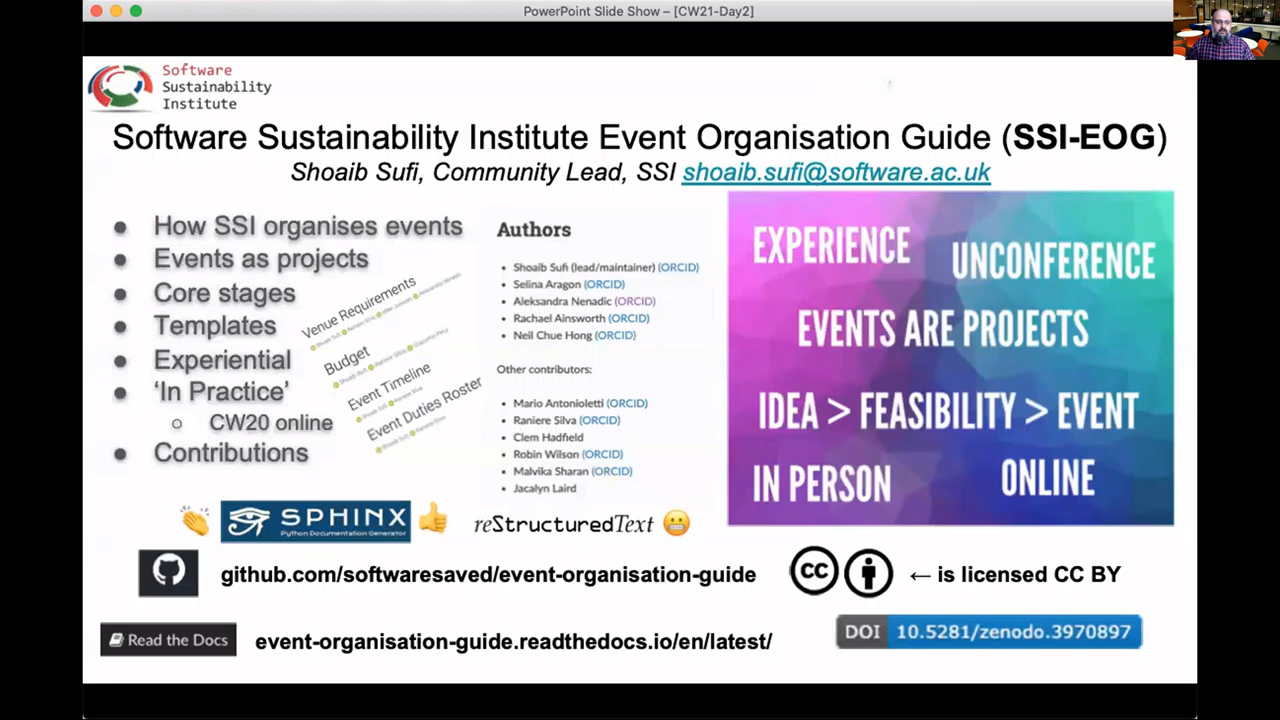 PowerPoint Slide Show – [CW21-Day2]
Software
Sustainability
Institute
Software Sustainability Institute Event Organisation Guide (SSI-EOG)
Shoaib Sufi, Community Lead, SSI shoaib.sufi@software.ac.uk
How SSI organises events
Events as projects
Core stages
Templates
Experiential
‘In Practice’
CW20 online
Contributions
Venue Requirements
Budget
Event Timeline
Event Duties Roster
Authors
Shoaib Sufi (lead/maintainer) (ORCID)
Selina Aragon (ORCID)
Aleksandra Nenadic (ORCID)
Rachael Ainsworth (ORCID)
Neil Chue Hong (ORCID)
Other contributors:
Mario Antonioletti (ORCID)
Raniere Silva (ORCID)
Clem Hadfield
Robin Wilson (ORCID)
Malvika Sharan (ORCID)
Jacalyn Laird
EXPERIENCE
UNCONFERENCE
EVENTS ARE PROJECTS
IDEA > FEASIBILITY > EVENT
IN PERSON
ONLINE
SPHINX
Python Documentation Generator
reStructuredText
github.com/softwaresaved/event-organisation-guide
cc
← is licensed CC BY
Read the Docs
event-organisation-guide.readthedocs.io/en/latest/
DOI 10.5281/zenodo.3970897